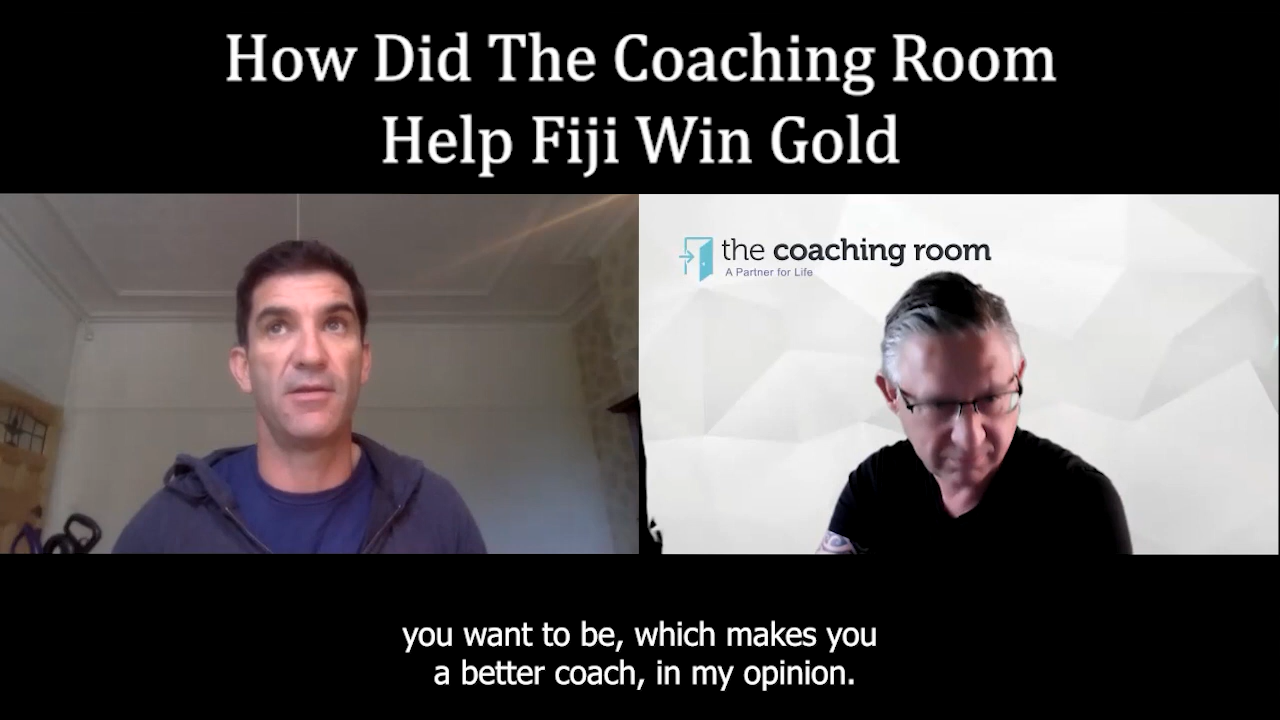 How Did The Coaching Room
Help Fiji Win Gold
the coaching room
A Partner for Life
you want to be, which makes you
a better coach, in my opinion.